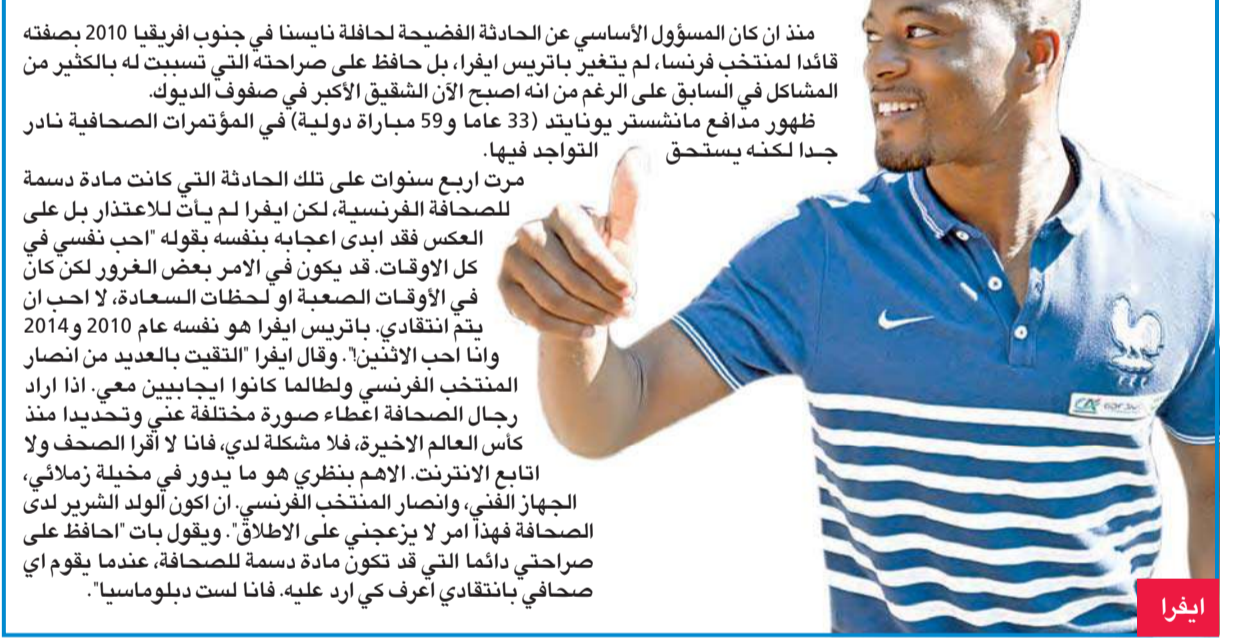 منذ ان كان المسؤول الأساسي عن الحادثة الفضيحة لحافلة نايسنا في جنوب افريقيا 2010 بصفته
قائدا لمنتخب فرنسا، لم يتغير باتريس ايفرا، بل حافظ على صراحته التي تسببت له بالكثير من
المشاكل في السابق على الرغم من انه اصبح الآن الشقيق الأكبر في صفوف الديوك.
ظهور مدافع مانشستر يونايتد (33 عاما و59 مباراة دولية) في المؤتمرات الصحافية نادر
جدا لكنه يستحق التواجد فيها.
مرت اربع سنوات على تلك الحادثة التي كانت مادة دسمة
للصحافة الفرنسية، لكن ايفرا لم يأت للاعتذار بل على
العكس فقد ابدى اعجابه بنفسه بقوله "احب نفسي في
كل الاوقات. قد يكون في الامر بعض الغرور لكن كان
في الأوقات الصعبة او لحظات السعادة، لا احب ان
يتم انتقادي. باتريس ايفرا هو نفسه عام 2010 و2014
وانا احب الاثنين!". وقال ايفرا "التقيت بالعديد من انصار
المنتخب الفرنسي ولطالما كانوا ايجابيين معي. اذا اراد
رجال الصحافة اعطاء صورة مختلفة عني وتحديدا منذ
كأس العالم الاخيرة، فلا مشكلة لدي، فانا لا اقرا الصحف ولا
اتابع الانترنت. الاهم بنظري هو ما يدور في مخيلة زملائي،
الجهاز الفني، وانصار المنتخب الفرنسي. ان اكون الولد الشرير لدى
الصحافة فهذا امر لا يزعجني على الاطلاق". ويقول بات "احافظ على
صراحتي دائما التي قد تكون مادة دسمة للصحافة، عندما يقوم اي
صحافي بانتقادي اعرف كي ارد عليه. فانا لست دبلوماسيا".
ايفرا